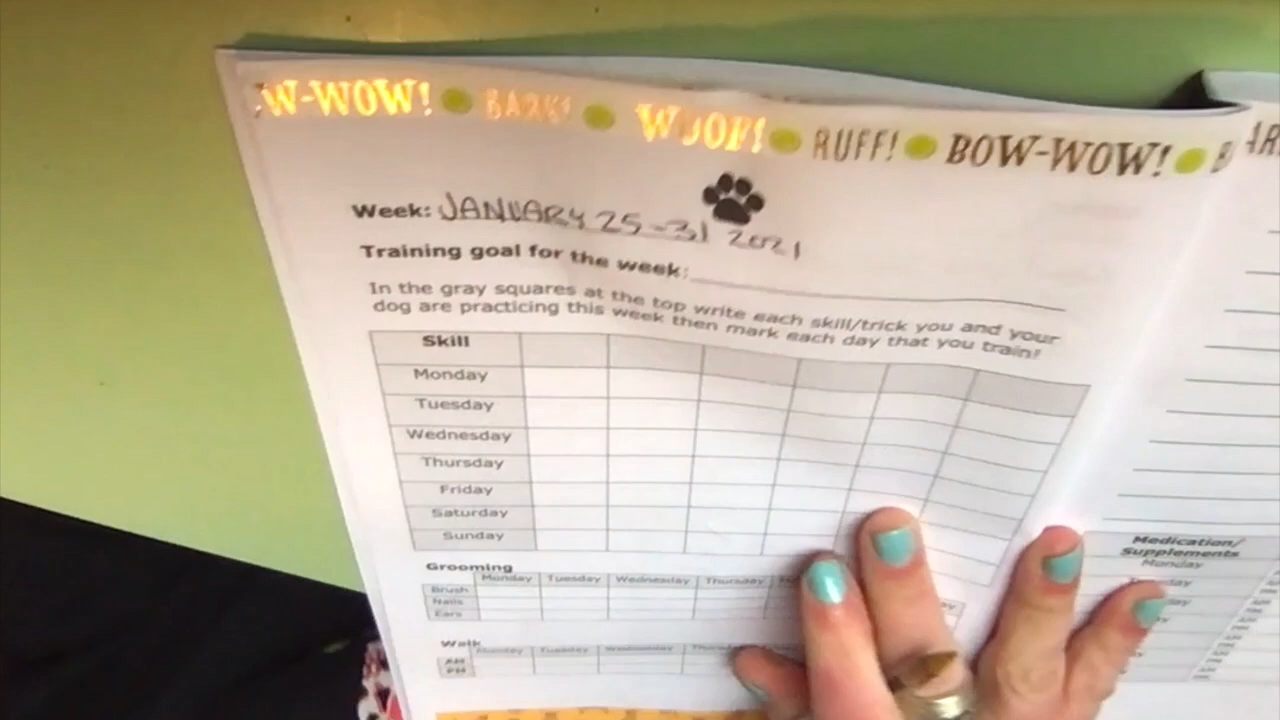 W-WOW! BARK! WOOF! RUFF! BOW-WOW! B
Week: JANUARY 25-31 2021
Training goal for the week:
In the gray squares at the top write each skill/trick you and your
dog are practicing this week then mark each day that you train!
Skill
Monday
Tuesday
Wednesday
Thursday
Friday
Saturday
Sunday
Grooming
Monday Tuesday Wednesday Thursday
Brush
Nails
Ears
Walk
Monday Tuesday Wednesday
AM
PM
Medication/
Supplements
Monday